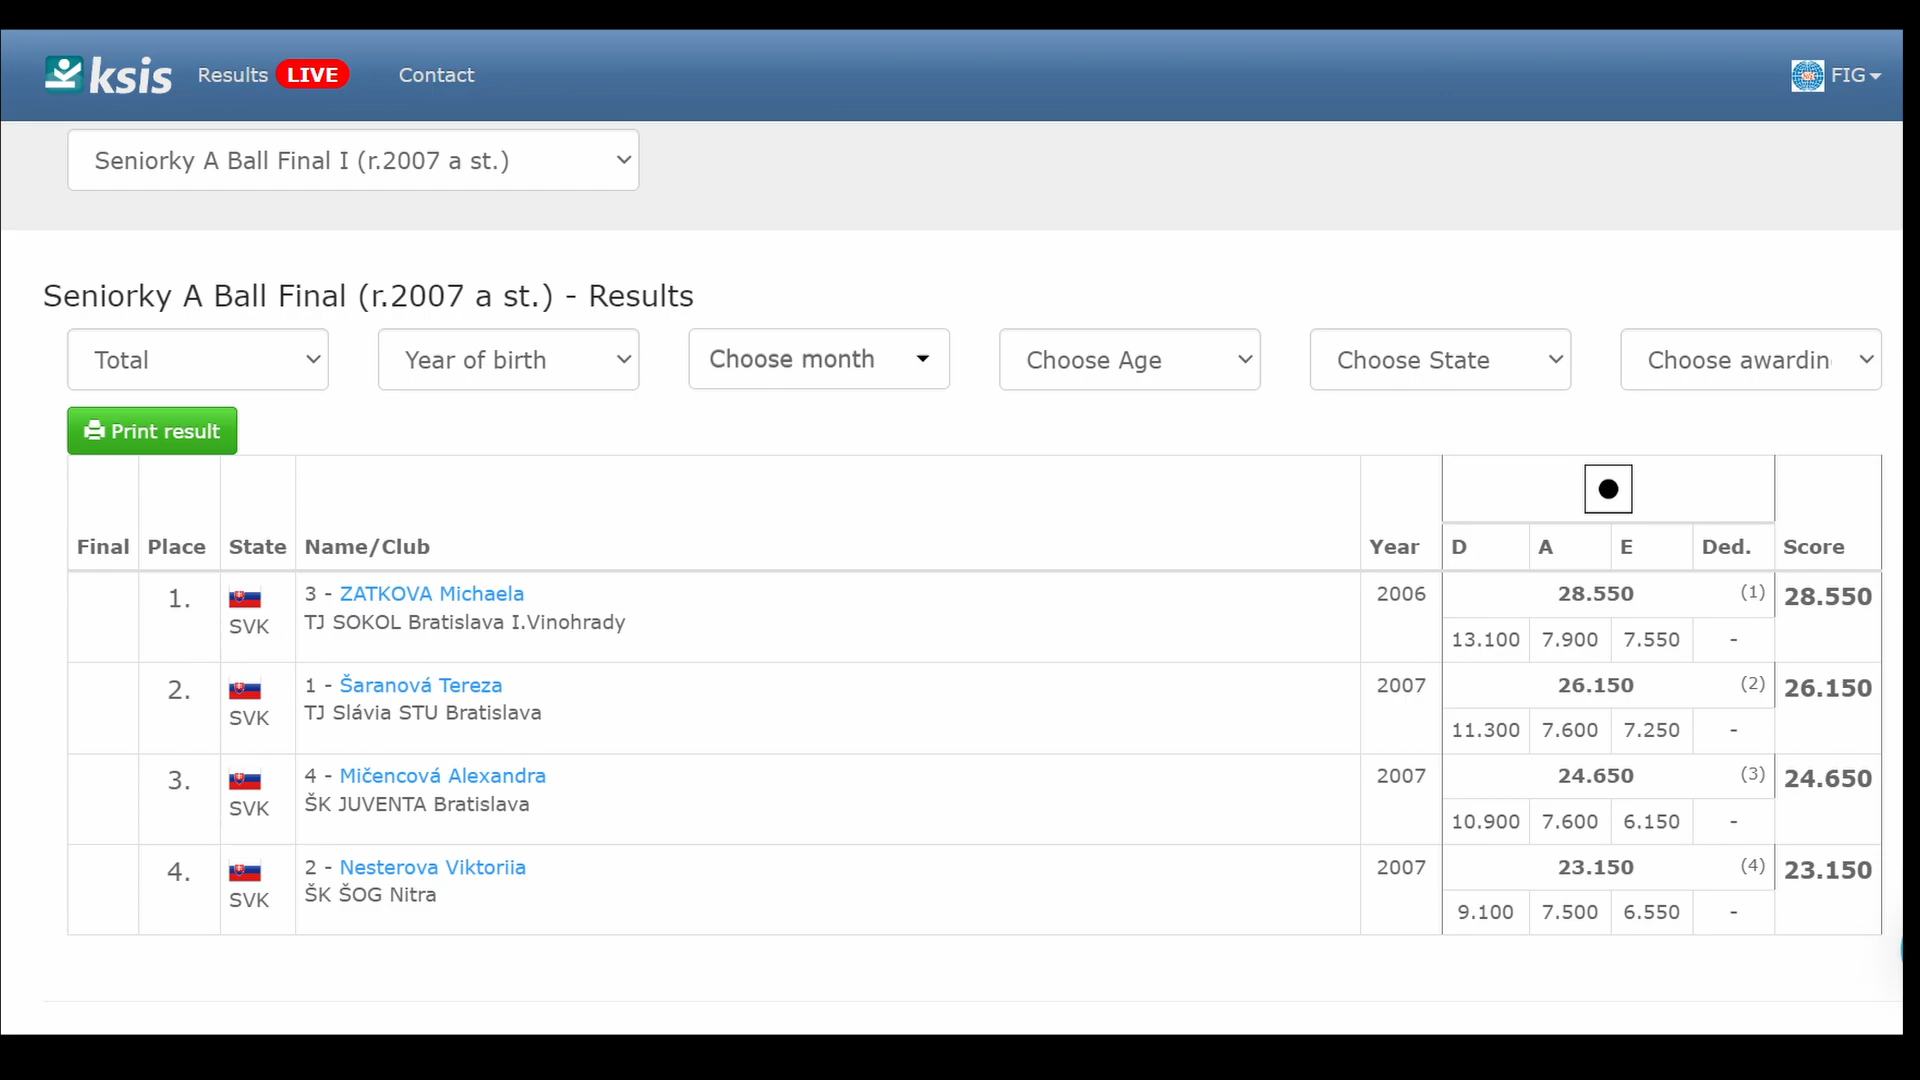 ksis Results LIVE Contact FIG
Seniorky A Ball Final I (r.2007 a st.)
Seniorky A Ball Final (r.2007 a st.) - Results
Total Year of birth Choose month Choose Age Choose State Choose awardin
Print result
Final Place State Name/Club Year D A E Ded. Score
1. SVK 3 - ZATKOVA Michaela 2006 28.550 (1) 28.550
TJ SOKOL Bratislava I.Vinohrady 13.100 7.900 7.550 -
2. SVK 1 - Šaranová Tereza 2007 26.150 (2) 26.150
TJ Slávia STU Bratislava 11.300 7.600 7.250 -
3. SVK 4 - Mičencová Alexandra 2007 24.650 (3) 24.650
ŠK JUVENTA Bratislava 10.900 7.600 6.150 -
4. SVK 2 - Nesterova Viktoriia 2007 23.150 (4) 23.150
ŠK ŠOG Nitra 9.100 7.500 6.550 -